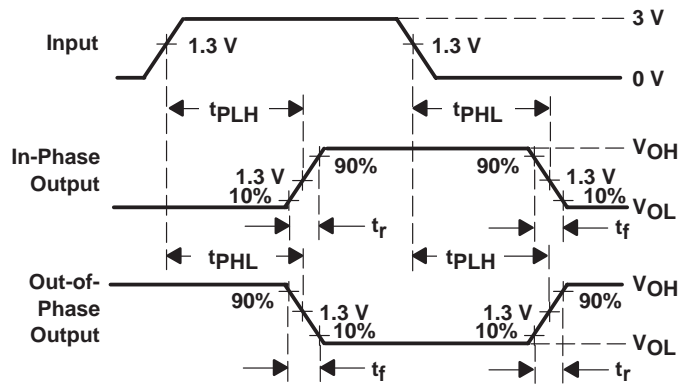 3 V
Input
1.3 V
1.3 V
0 V
tPLH
tPHL
VOH
In-Phase
Output
90%
90%
1.3 V
1.3 V
10%
10%
VOL
tr
tf
tPHL
tPLH
Out-of-
Phase
Output
VOH
90%
90%
1.3 V
1.3 V
10%
10%
VOL
tf
tr